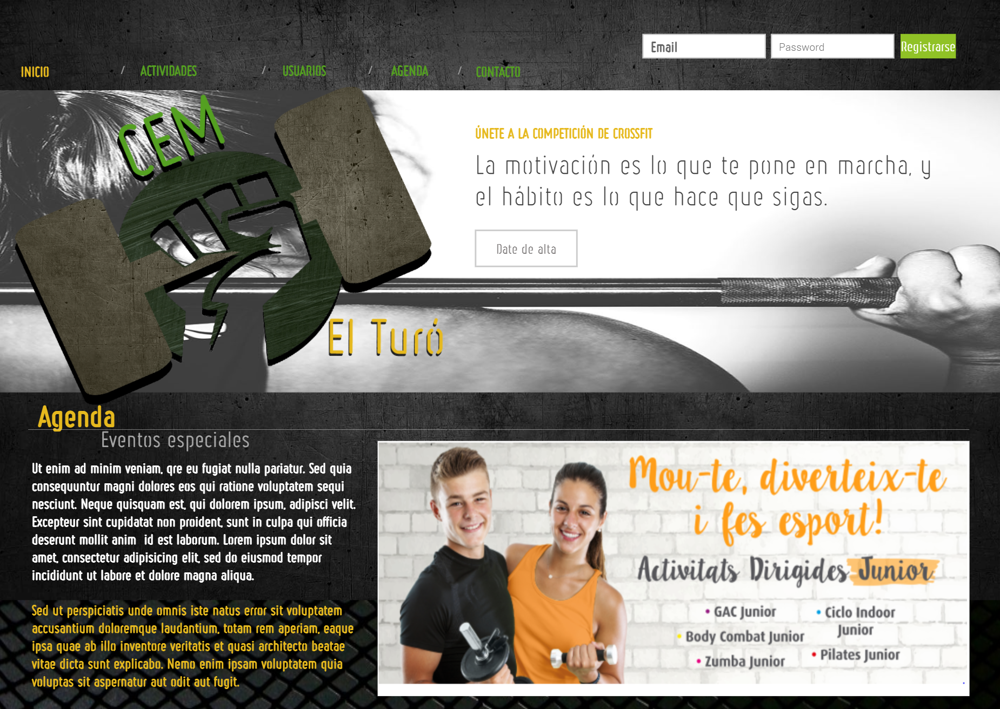 Email
Password
Registrarse
INICIO / ACTIVIDADES / USUARIOS / AGENDA / CONTACTO
CEM
El Turó
ÚNETE A LA COMPETICIÓN DE CROSSFIT
La motivación es lo que te pone en marcha, y
el hábito es lo que hace que sigas.
Date de alta
Agenda
Eventos especiales
Ut enim ad minim veniam, qre eu fugiat nulla pariatur. Sed quia
consequuntur magni dolores eos qui ratione voluptatem sequi
nesciunt. Neque quisquam est, qui dolorem ipsum, adipisci velit.
Excepteur sint cupidatat non proident, sunt in culpa qui officia
deserunt mollit anim id est laborum. Lorem ipsum dolor sit
amet, consectetur adipisicing elit, sed do eiusmod tempor
incididunt ut labore et dolore magna aliqua.
Sed ut perspiciatis unde omnis iste natus error sit voluptatem
accusantium doloremque laudantium, totam rem aperiam, eaque
ipsa quae ab illo inventore veritatis et quasi architecto beatae
vitae dicta sunt explicabo. Nemo enim ipsam voluptatem quia
voluptas sit aspernatur aut odit aut fugit.
Mou-te, diverteix-te
i fes esport!
Activitats Dirigides Junior
• GAC Junior
• Body Combat Junior
• Zumba Junior
• Ciclo Indoor
Junior
• Pilates Junior